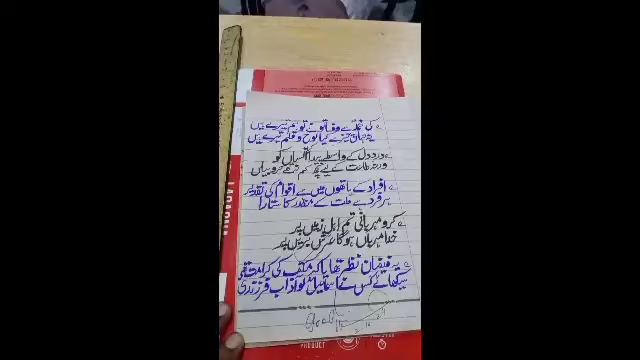 کی محمدؐ سے وفا تو نے تو ہم تیرے ہیں
یہ جہاں چیز ہے کیا لوح و قلم تیرے ہیں
درد دل کے واسطے پیدا کیا انساں کو
ورنہ طاعت کے لیے کچھ کم نہ تھے کروبیاں
افراد کے ہاتھوں میں ہے اقوام کی تقدیر
ہر فرد ہے ملت کے مقدر کا ستارا
کرو مہربانی تم اہل زمیں پر
خدا مہرباں ہوگا عرش بریں پر
یہ فیضان نظر تھا یا کہ مکتب کی کرامت تھی
سکھائے کس نے اسماعیلؑ کو آداب فرزندی
PRODUCT